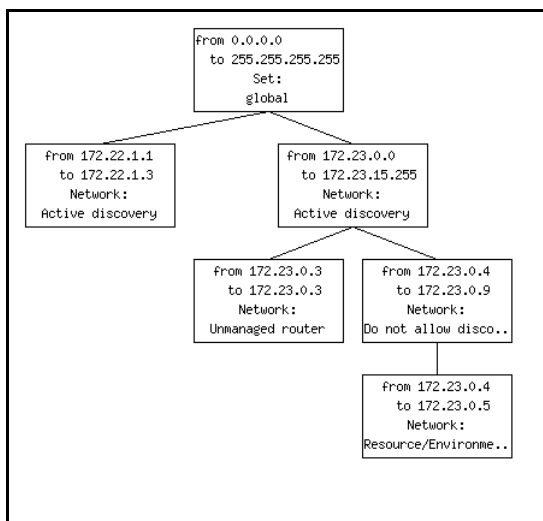 from 0.0.0.0
to 255.255.255.255
Set:
global
from 172.22.1.1
to 172.22.1.3
Network:
Active discovery
from 172.23.0.0
to 172.23.15.255
Network:
Active discovery
from 172.23.0.3
to 172.23.0.3
Network:
Unmanaged router
from 172.23.0.4
to 172.23.0.9
Network:
Do not allow disco..
from 172.23.0.4
to 172.23.0.5
Network:
Resource/Environme..